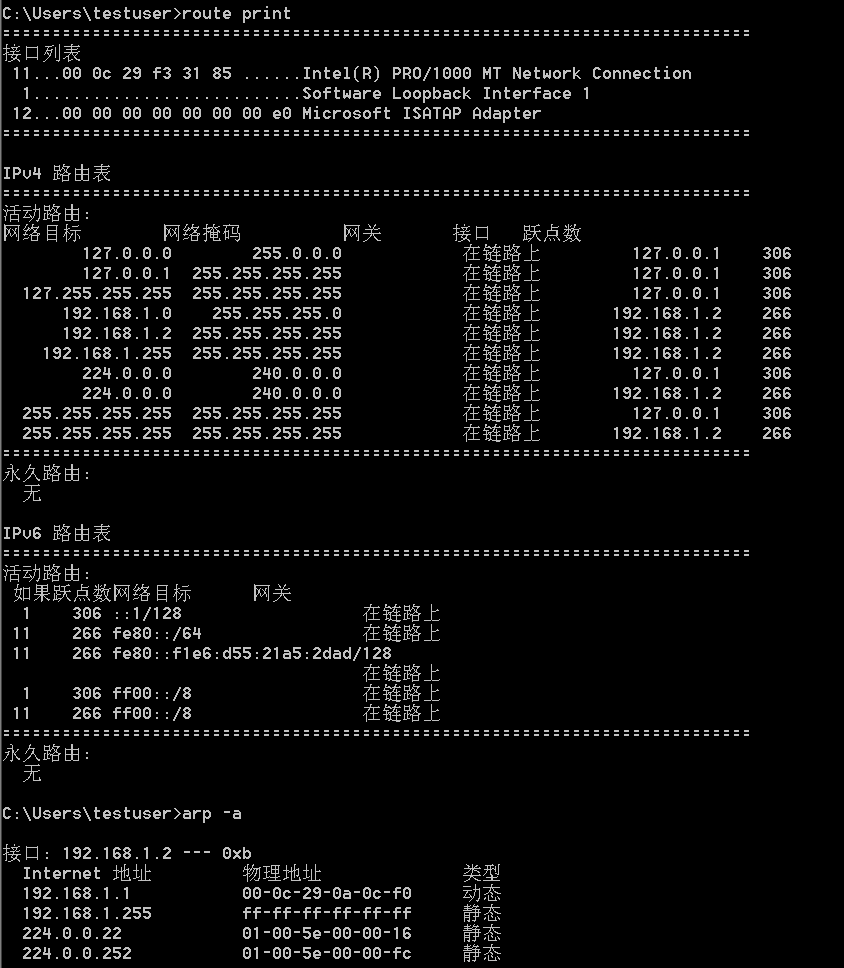 C:\Users\testuser>route print
===========================================================================
接口列表
 11...00 0c 29 f3 31 85 ......Intel(R) PRO/1000 MT Network Connection
  1...........................Software Loopback Interface 1
 12...00 00 00 00 00 00 00 e0 Microsoft ISATAP Adapter
===========================================================================
IPv4 路由表
===========================================================================
活动路由:
网络目标        网络掩码          网关       接口   跃点数
        127.0.0.0        255.0.0.0            在链路上         127.0.0.1    306
        127.0.0.1  255.255.255.255            在链路上         127.0.0.1    306
  127.255.255.255  255.255.255.255            在链路上         127.0.0.1    306
      192.168.1.0    255.255.255.0            在链路上       192.168.1.2    266
      192.168.1.2  255.255.255.255            在链路上       192.168.1.2    266
    192.168.1.255  255.255.255.255            在链路上       192.168.1.2    266
        224.0.0.0        240.0.0.0            在链路上         127.0.0.1    306
        224.0.0.0        240.0.0.0            在链路上       192.168.1.2    266
  255.255.255.255  255.255.255.255            在链路上         127.0.0.1    306
  255.255.255.255  255.255.255.255            在链路上       192.168.1.2    266
===========================================================================
永久路由:
  无
IPv6 路由表
===========================================================================
活动路由:
 如果跃点数网络目标      网关
  1    306 ::1/128                  在链路上
 11    266 fe80::/64                在链路上
 11    266 fe80::f1e6:d55:21a5:2dad/128
                                    在链路上
  1    306 ff00::/8                 在链路上
 11    266 ff00::/8                 在链路上
===========================================================================
永久路由:
  无
C:\Users\testuser>arp -a
接口: 192.168.1.2 --- 0xb
  Internet 地址         物理地址              类型
  192.168.1.1           00-0c-29-0a-0c-f0     动态
  192.168.1.255         ff-ff-ff-ff-ff-ff     静态
  224.0.0.22            01-00-5e-00-00-16     静态
  224.0.0.252           01-00-5e-00-00-fc     静态